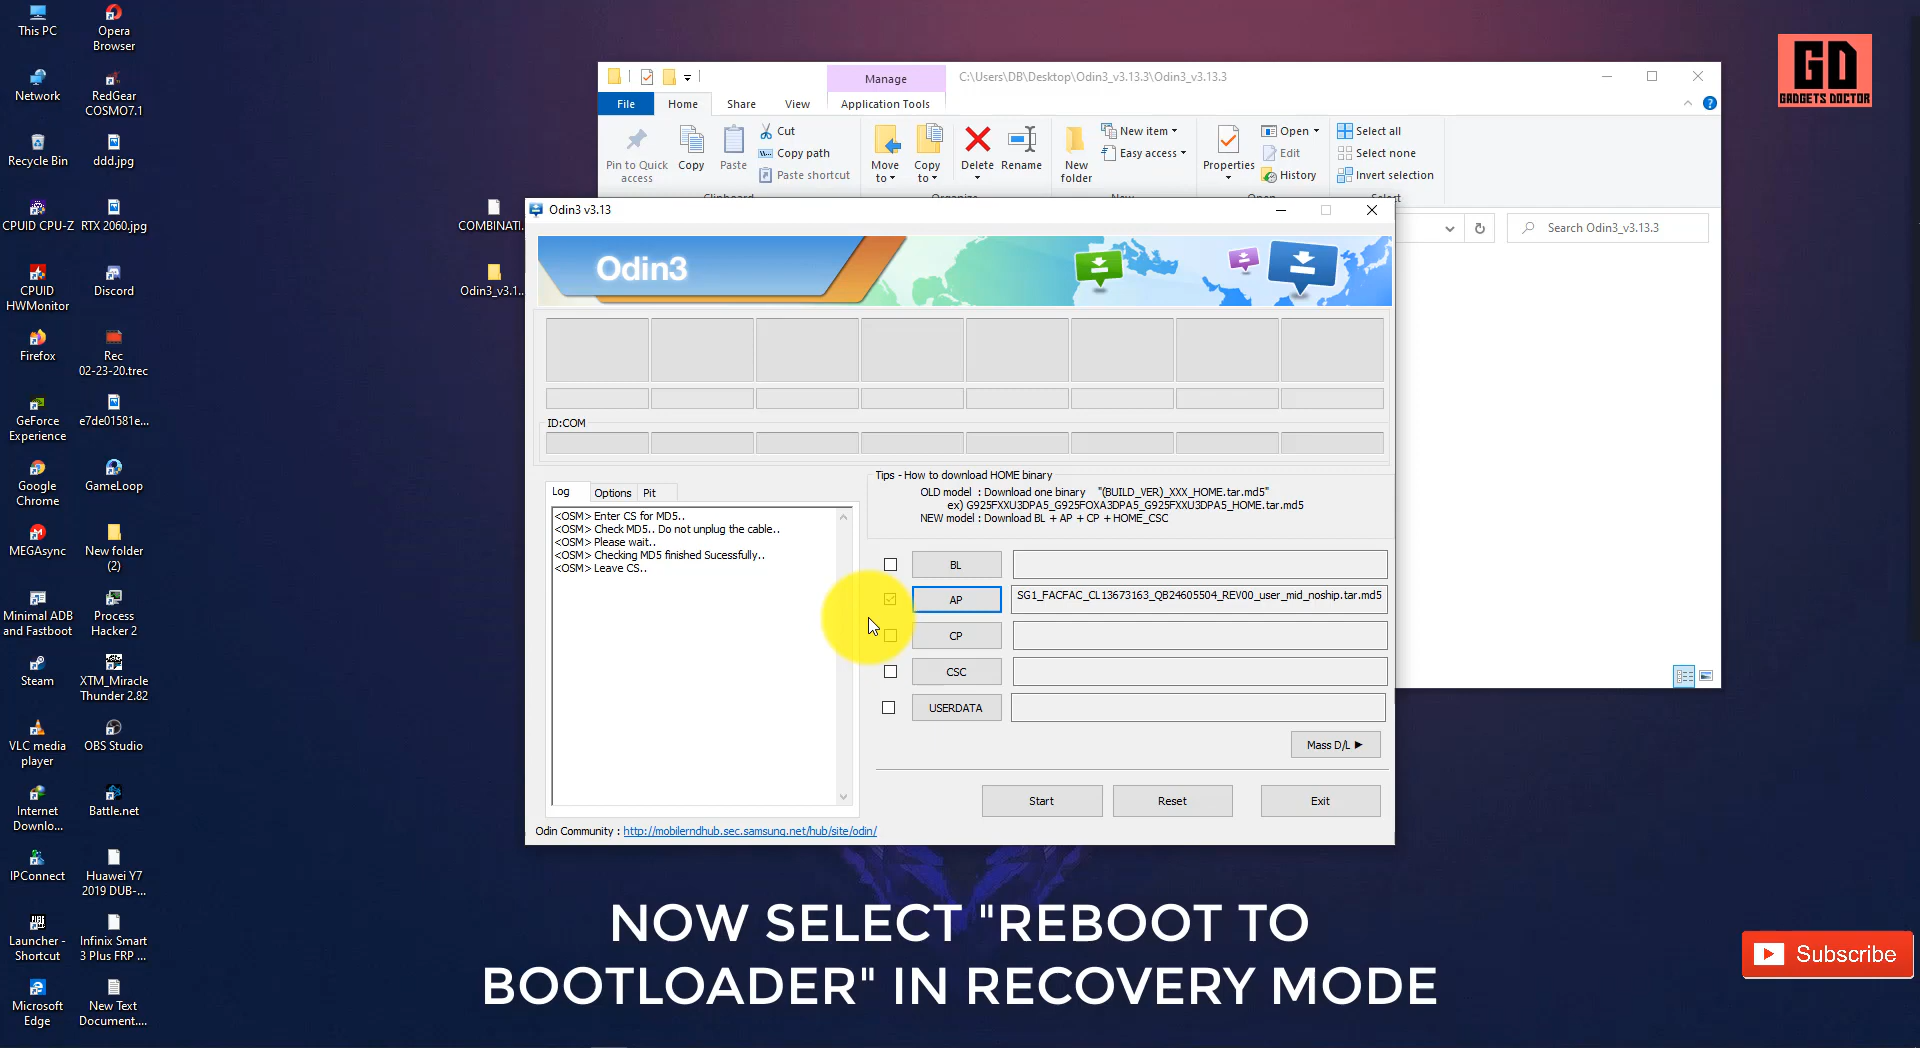 This PC
Opera
Browser
Network
RedGear
COSMO7.1
Recycle Bin
ddd.jpg
CPUID CPU-Z
RTX 2060.jpg
CPUID
HWMonitor
Discord
Firefox
Rec
02-23-20.trec
GeForce
Experience
e7de01581e...
Google
Chrome
GameLoop
MEGAsync
New folder
(2)
Minimal ADB
and Fastboot
Process
Hacker 2
Steam
XTM_Miracle
Thunder 2.82
VLC media
player
OBS Studio
Internet
Downlo...
Battle.net
IPConnect
Huawei Y7
2019 DUB-...
Launcher -
Shortcut
Infinix Smart
3 Plus FRP ...
Microsoft
Edge
New Text
Document....
COMBINATI.
Odin3_v3.1..
Manage
C:\Users\DB\Desktop\Odin3_v3.13.3\Odin3_v3.13.3
File
Home
Share
View
Application Tools
Pin to Quick
access
Copy
Paste
Cut
Copy path
Paste shortcut
Move
to
Copy
to
Delete
Rename
New
folder
New item
Easy access
Properties
Open
Edit
History
Select all
Select none
Invert selection
Clipboard
Organize
New
Open
Select
Search Odin3_v3.13.3
GD
GADGETS DOCTOR
Odin3 v3.13
Odin3
ID:COM
Log
Options
Pit
<OSM> Enter CS for MD5..
<OSM> Check MD5.. Do not unplug the cable..
<OSM> Please wait..
<OSM> Checking MD5 finished Sucessfully..
<OSM> Leave CS..
Tips - How to download HOME binary
OLD model : Download one binary "(BUILD_VER)_XXX_HOME.tar.md5"
ex) G925FXXU3DPA5_G925FOXA3DPA5_G925FXXU3DPA5_HOME.tar.md5
NEW model : Download BL + AP + CP + HOME_CSC
BL
AP
SG1_FACFAC_CL13673163_QB24605504_REV00_user_mid_noship.tar.md5
CP
CSC
USERDATA
Mass D/L
Start
Reset
Exit
Odin Community : http://mobilerndhub.sec.samsung.net/hub/site/odin/
NOW SELECT "REBOOT TO
BOOTLOADER" IN RECOVERY MODE
Subscribe